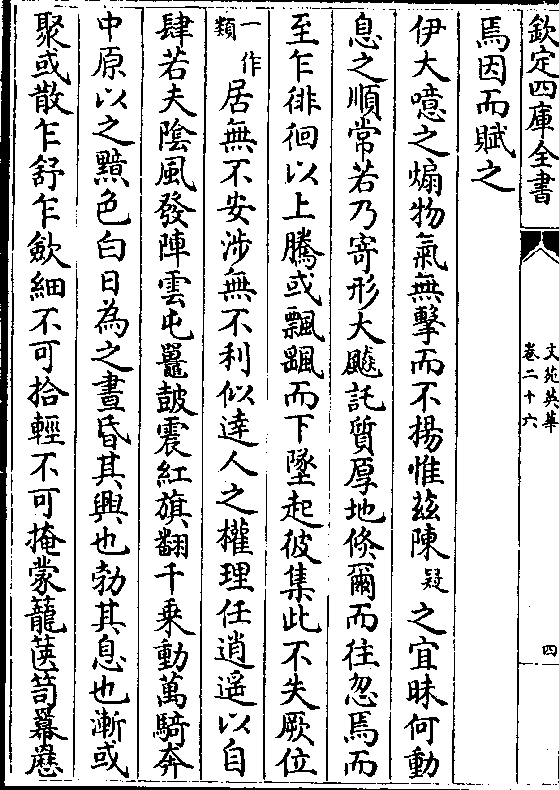 欽定四庫全書
文苑英華
卷二十六
四
焉因而賦之
伊大噫之煽物氣無擊而不揚惟茲陳疑之宜昧何動
息之順常若乃寄形大飈託質厚地倐爾而往忽焉而
至乍徘徊以上騰或飄颻而下墜起彼集此不失厥位
一作類居無不安涉無不利似達人之權理任逍遥以自
肆若夫陰風發陣雲屯鼉鼓震紅旗翻千乗動萬騎奔
中原以之黯色白日為之晝昏其興也勃其息也漸或
聚或散乍舒乍歛細不可拾輕不可掩蒙蘢篋笥羃䍥